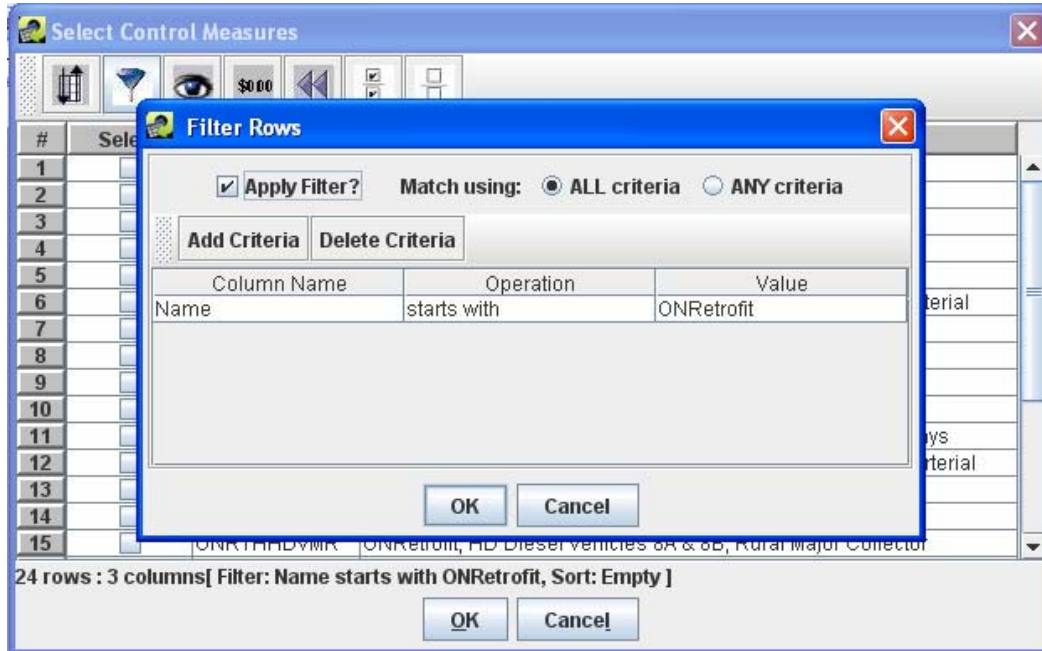 Select Control Measures
$000
# Sele
Filter Rows
Apply Filter? Match using: ALL criteria ANY criteria
Add Criteria Delete Criteria
Column Name Operation Value
Name starts with ONRetrofit
1
2
3
4
5
6 terial
7
8
9
10
11 ays
12 rterial
13
14
15 ONRTHHDVMR ONRetrofit, HD Diesel Vehicles 8A & 8B, Rural Major Collector
OK Cancel
24 rows : 3 columns[ Filter: Name starts with ONRetrofit, Sort: Empty ]
OK Cancel